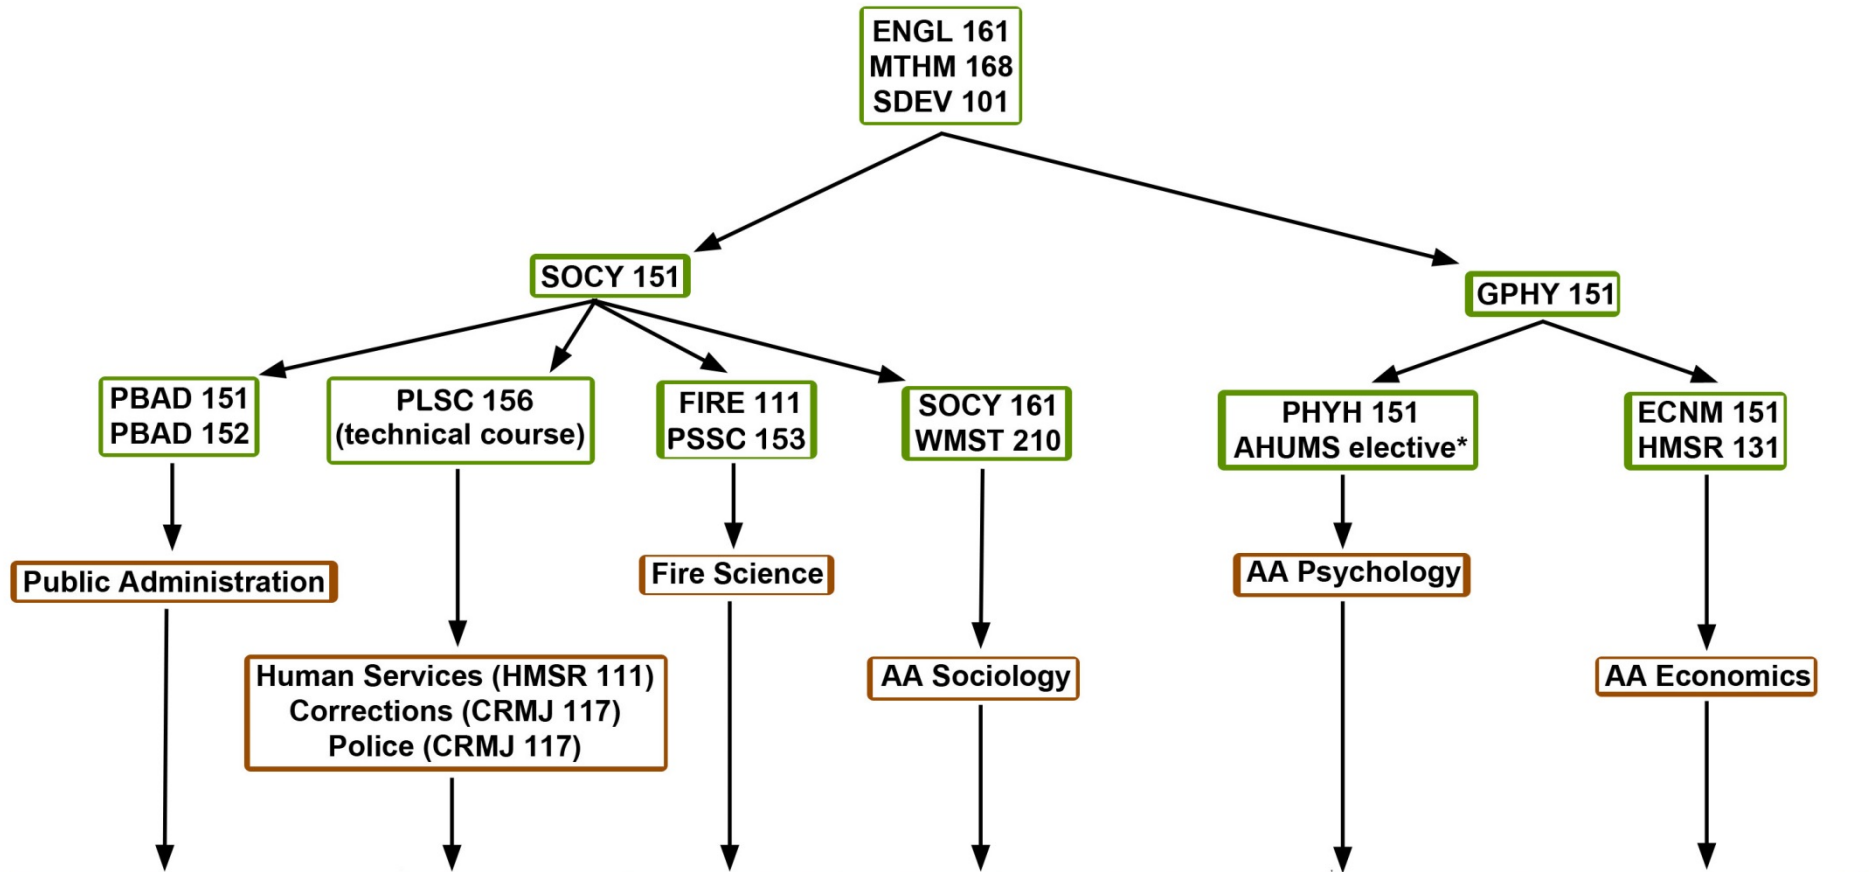 ENGL 161
MTHM 168
SDEV 101
SOCY 151
GPHY 151
PBAD 151
PBAD 152
PLSC 156
(technical course)
FIRE 111
PSSC 153
SOCY 161
WMST 210
PHYH 151
AHUMS elective*
ECNM 151
HMSR 131
Public Administration
Fire Science
AA Psychology
Human Services (HMSR 111)
Corrections (CRMJ 117)
Police (CRMJ 117)
AA Sociology
AA Economics